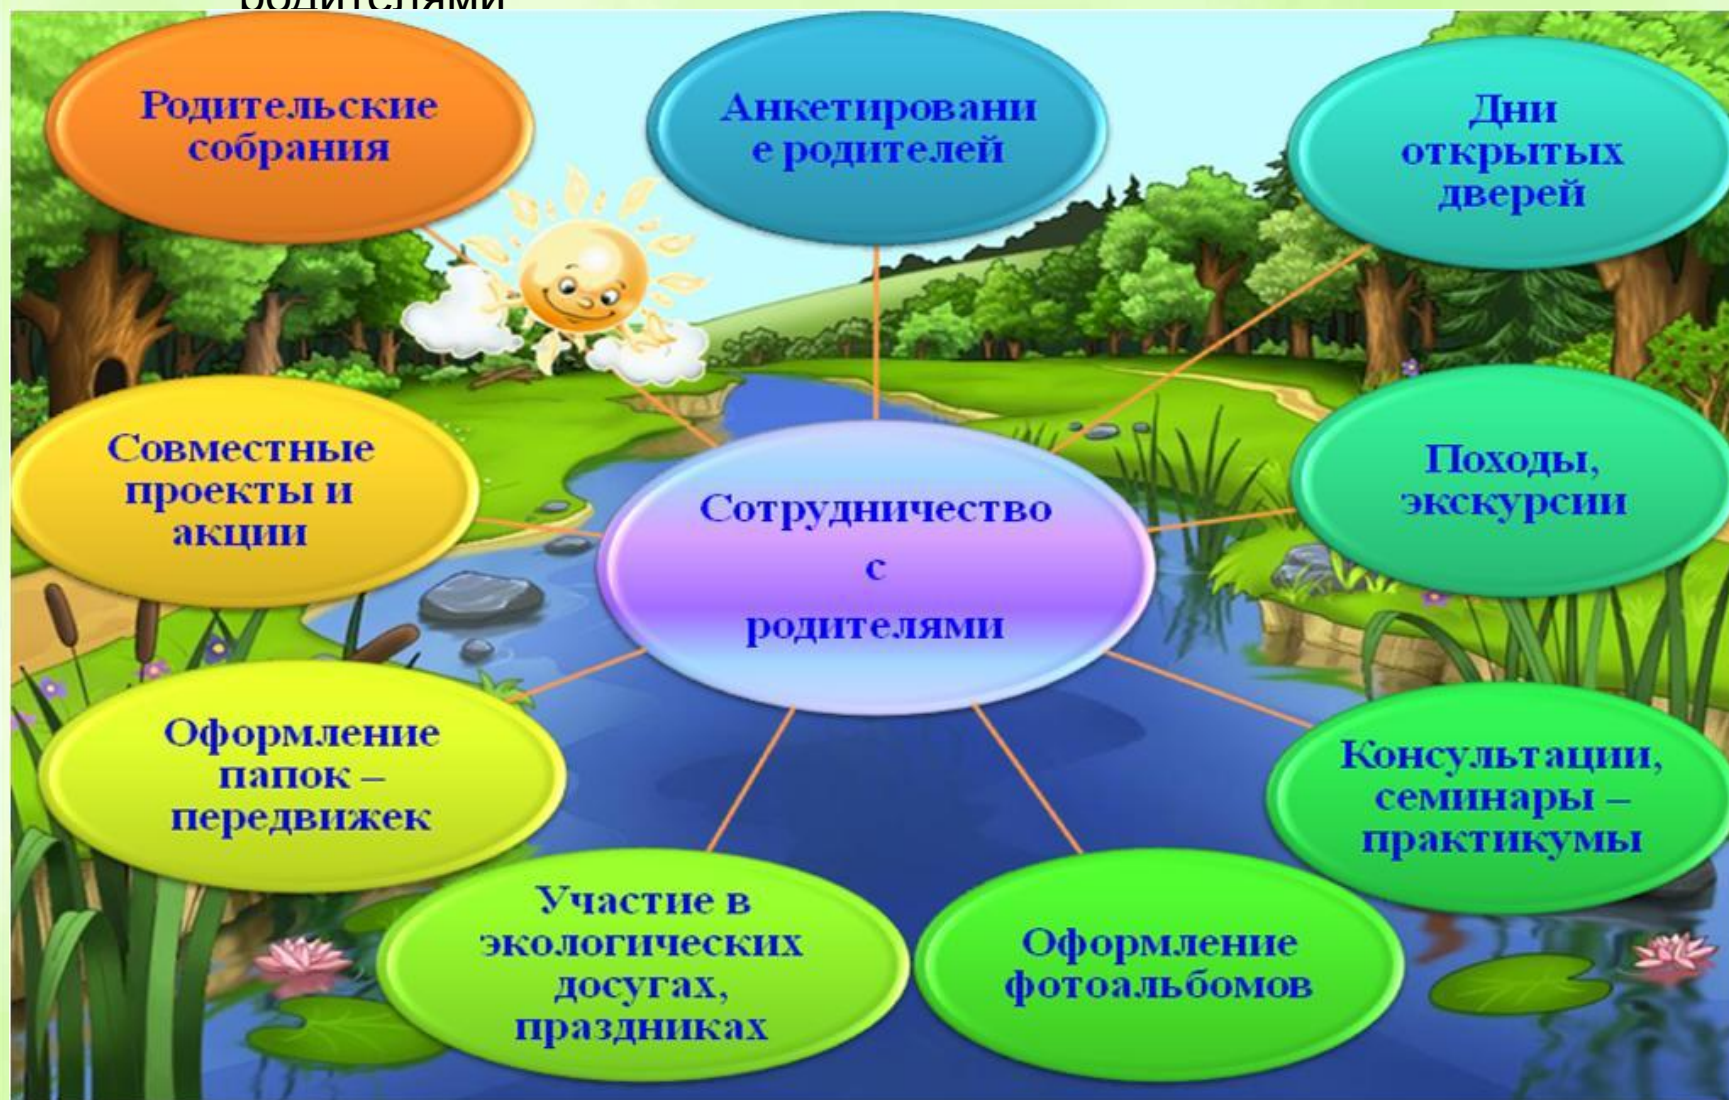 родителями
Родительские
собрания
Анкетировани
е родителей
Дни
открытых
дверей
Совместные
проекты и
акции
Сотрудничество
с
родителями
Походы,
экскурсии
Оформление
папок –
передвижек
Консультации,
семинары –
практикумы
Участие в
экологических
досугах,
праздниках
Оформление
фотоальбомов